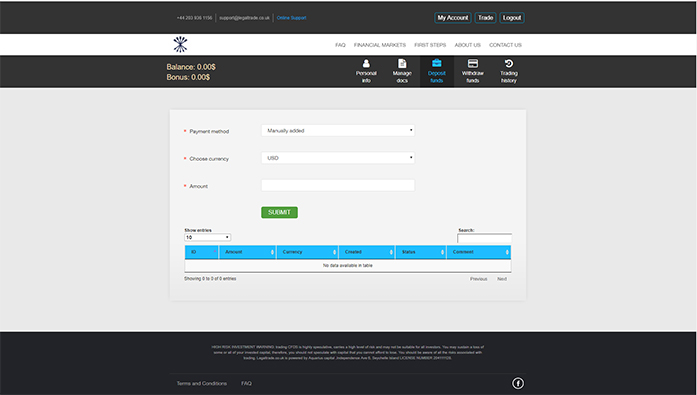 +44 293 936 1156 support@legaltrade.co.uk Online Support
My Account Trade Logout
FAQ FINANCIAL MARKETS FIRST STEPS ABOUT US CONTACT US
Balance: 0.00$
Bonus: 0.00$
Personal info
Manage docs
Deposit funds
Withdraw funds
Trading history
* Payment method Manually added
* Choose currency USD
* Amount
SUBMIT
Show entries
10
Search:
ID Amount Currency Created Status Comment
No data available in table
Showing 0 to 0 of 0 entries
Previous Next
HIGH RISK INVESTMENT WARNING: trading CFDS is highly speculative, carries a high level of risk and may not be suitable for all investors. You may sustain a loss of
some or all of your invested capital, therefore, you should not speculate with capital that you cannot afford to lose. You should be aware of all the risks associated with
trading. Legaltrade.co.uk is powered by Aquarius capital. Independence Ave 6, Seychelle Island LICENSE NUMBER
Terms and Conditions FAQ